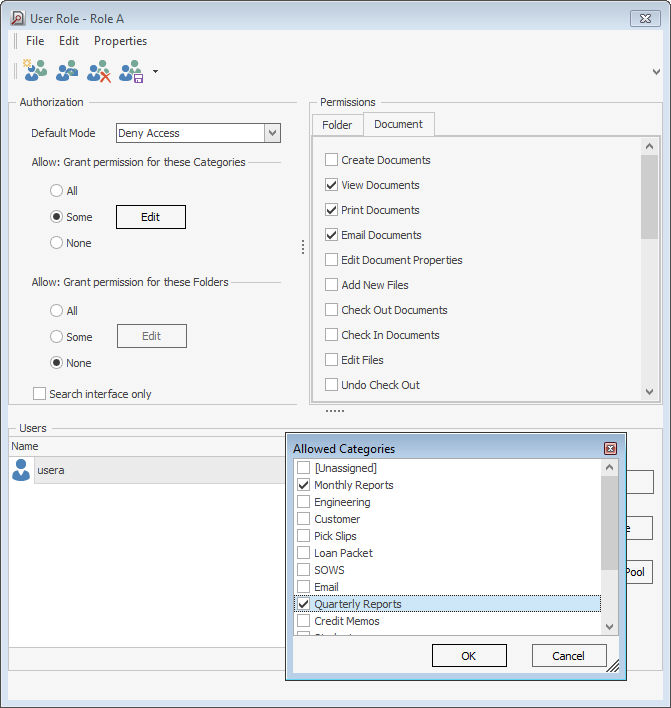 User Role - Role A
File Edit Properties
Authorization
Default Mode Deny Access
Allow: Grant permission for these Categories
All
Some Edit
None
Allow: Grant permission for these Folders
All
Some Edit
None
Search interface only
Permissions
Folder Document
Create Documents
View Documents
Print Documents
Email Documents
Edit Document Properties
Add New Files
Check Out Documents
Check In Documents
Edit Files
Undo Check Out
Users
Name
usera
Pool
Allowed Categories
[Unassigned]
Monthly Reports
Engineering
Customer
Pick Slips
Loan Packet
SOWS
Email
Quarterly Reports
Credit Memos
OK Cancel